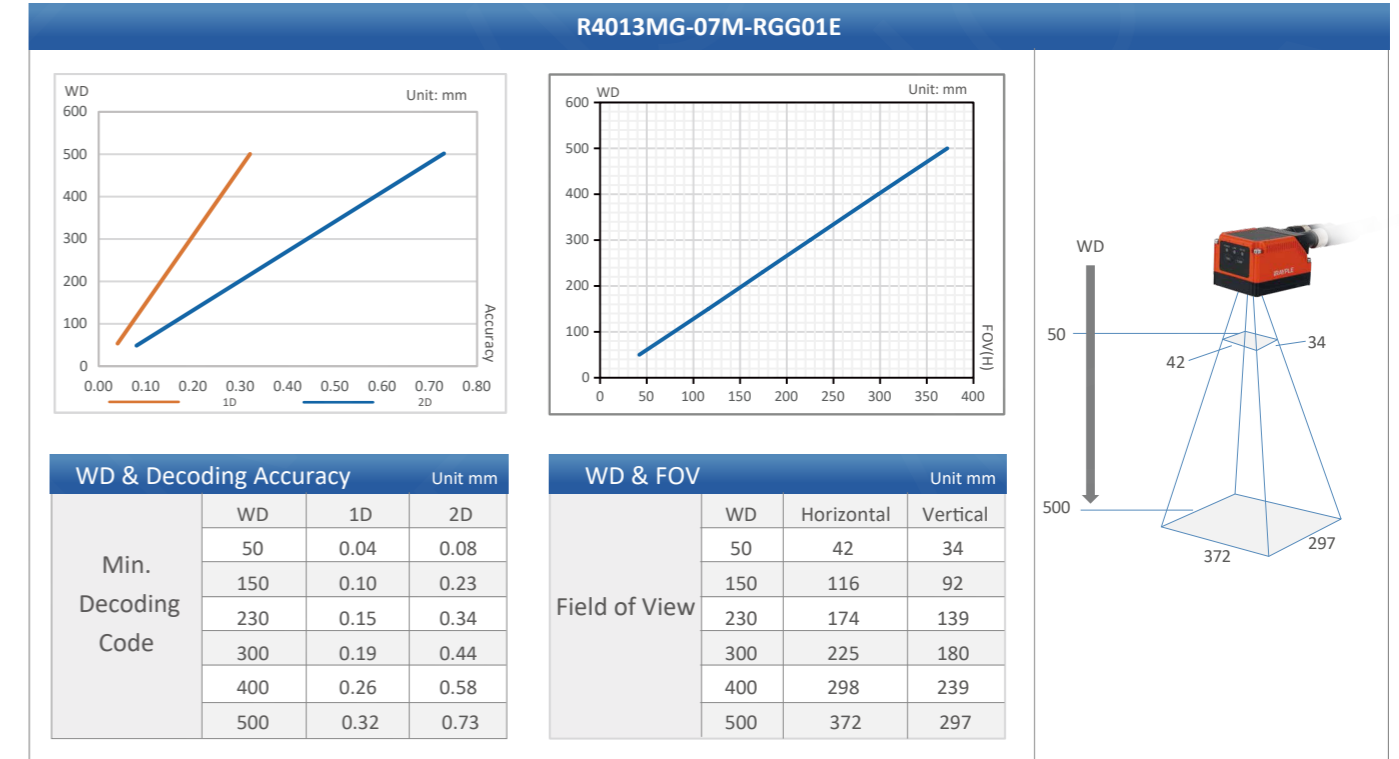 R4013MG-07M-RGG01E
WD
Unit: mm
600
500
400
300
200
100
0
0.00 0.10 0.20 0.30 0.40 0.50 0.60 0.70 0.80
Accuracy
1D 2D
WD
Unit: mm
600
500
400
300
200
100
0
0 50 100 150 200 250 300 350 400
FOV(H)
WD & Decoding Accuracy Unit mm
Min.
Decoding
Code
WD 1D 2D
50 0.04 0.08
150 0.10 0.23
230 0.15 0.34
300 0.19 0.44
400 0.26 0.58
500 0.32 0.73
WD & FOV Unit mm
Field of View
WD Horizontal Vertical
50 42 34
150 116 92
230 174 139
300 225 180
400 298 239
500 372 297
WD
50
42
34
500
372
297